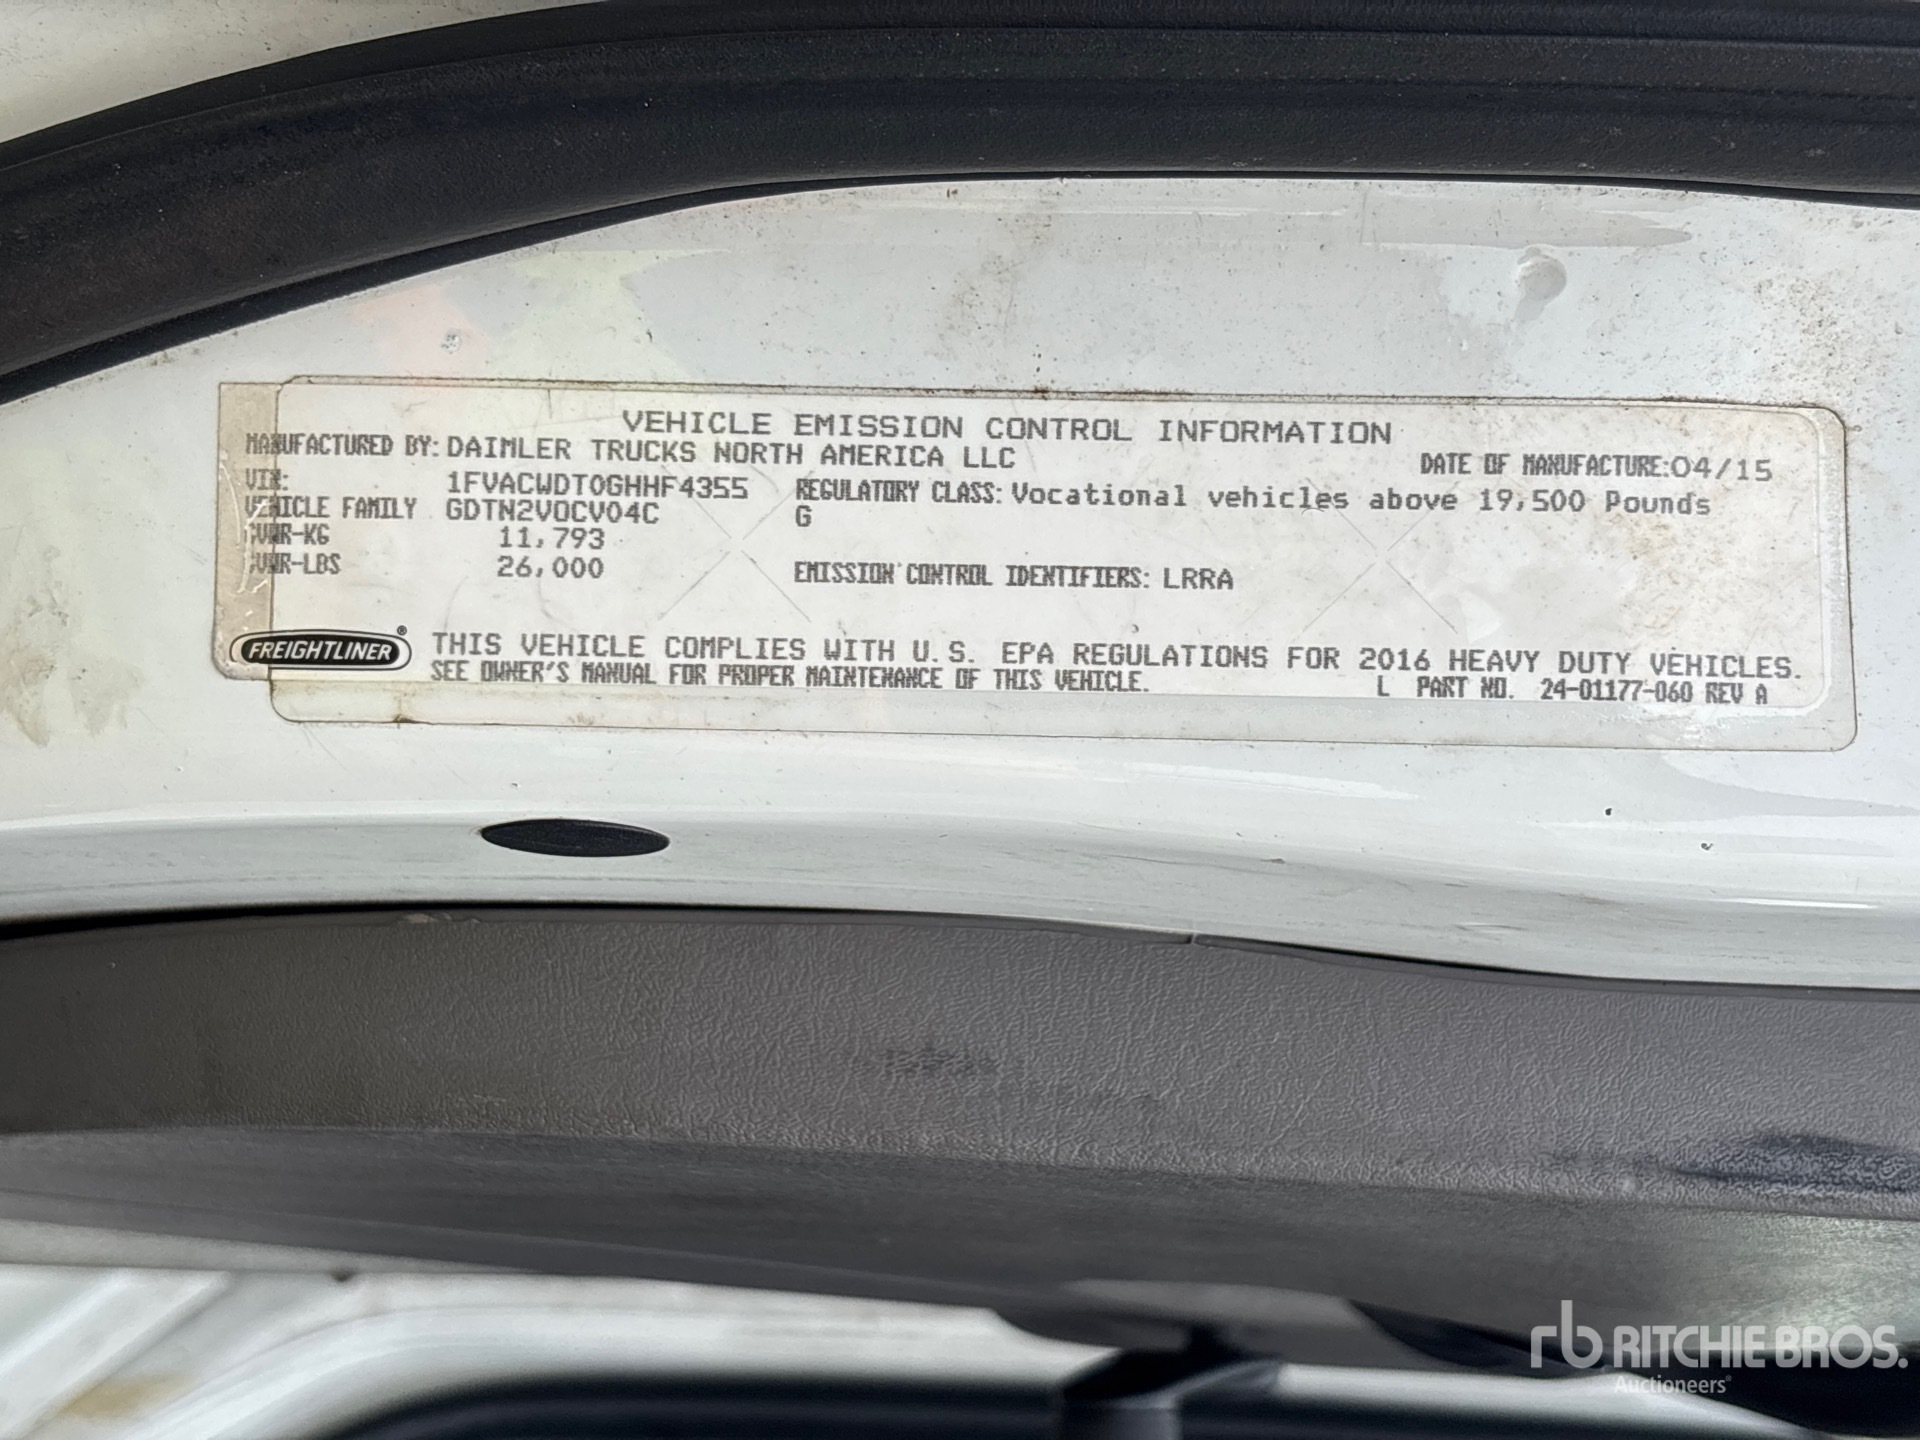 VEHICLE EMISSION CONTROL INFORMATION
MANUFACTURED BY: DAIMLER TRUCKS NORTH AMERICA LLC
DATE OF MANUFACTURE: 04/15
VIN: 1FVACWDT0GHHF4355
REGULATORY CLASS: Vocational vehicles above 19,500 Pounds
VEHICLE FAMILY GDTN2VOCV04C
G
GVWR-KG 11,793
GVWR-LBS 26,000
EMISSION CONTROL IDENTIFIERS: LRRA
FREIGHTLINER®
THIS VEHICLE COMPLIES WITH U.S. EPA REGULATIONS FOR 2016 HEAVY DUTY VEHICLES.
SEE OWNER'S MANUAL FOR PROPER MAINTENANCE OF THIS VEHICLE.
L PART NO. 24-01177-060 REV A
rb RITCHIE BROS.
Auctioneers®